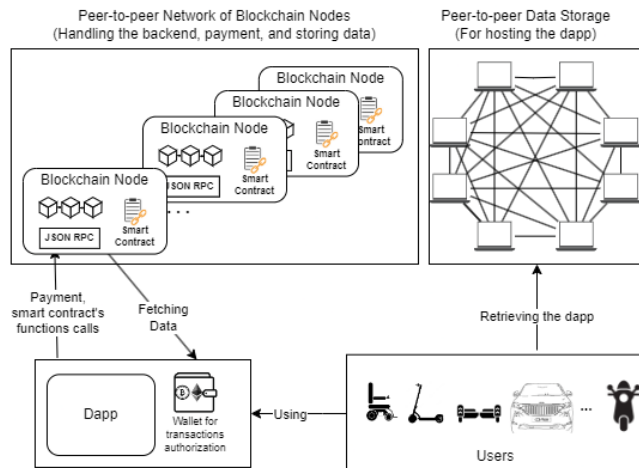 Peer-to-peer Network of Blockchain Nodes
(Handling the backend, payment, and storing data)
Peer-to-peer Data Storage
(For hosting the dapp)
Blockchain Node
Smart
Contract
Blockchain Node
Smart
Contract
Blockchain Node
JSON RPC
Smart
Contract
Blockchain Node
JSON RPC
Smart
Contract
...
Payment,
smart contract's
functions calls
Fetching
Data
Retrieving the dapp
Dapp
Wallet for
transactions
authorization
Using
...
Users